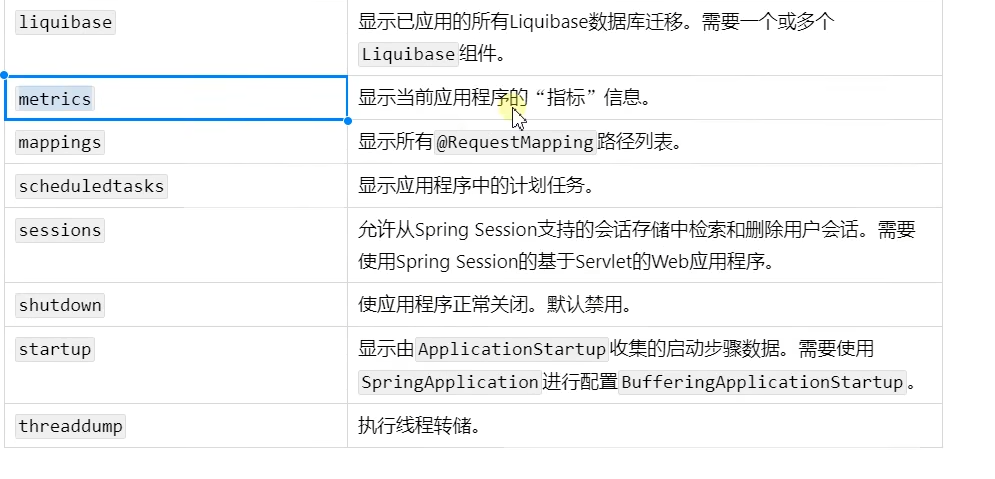 liquibase
显示已应用的所有Liquibase数据库迁移。需要一个或多个
Liquibase组件。
metrics
显示当前应用程序的“指标”信息。
mappings
显示所有@RequestMapping路径列表。
scheduledtasks
显示应用程序中的计划任务。
sessions
允许从Spring Session支持的会话存储中检索和删除用户会话。需要
使用Spring Session的基于Servlet的Web应用程序。
shutdown
使应用程序正常关闭。默认禁用。
startup
显示由ApplicationStartup收集的启动步骤数据。需要使用
SpringApplication进行配置BufferingApplicationStartup。
threaddump
执行线程转储。